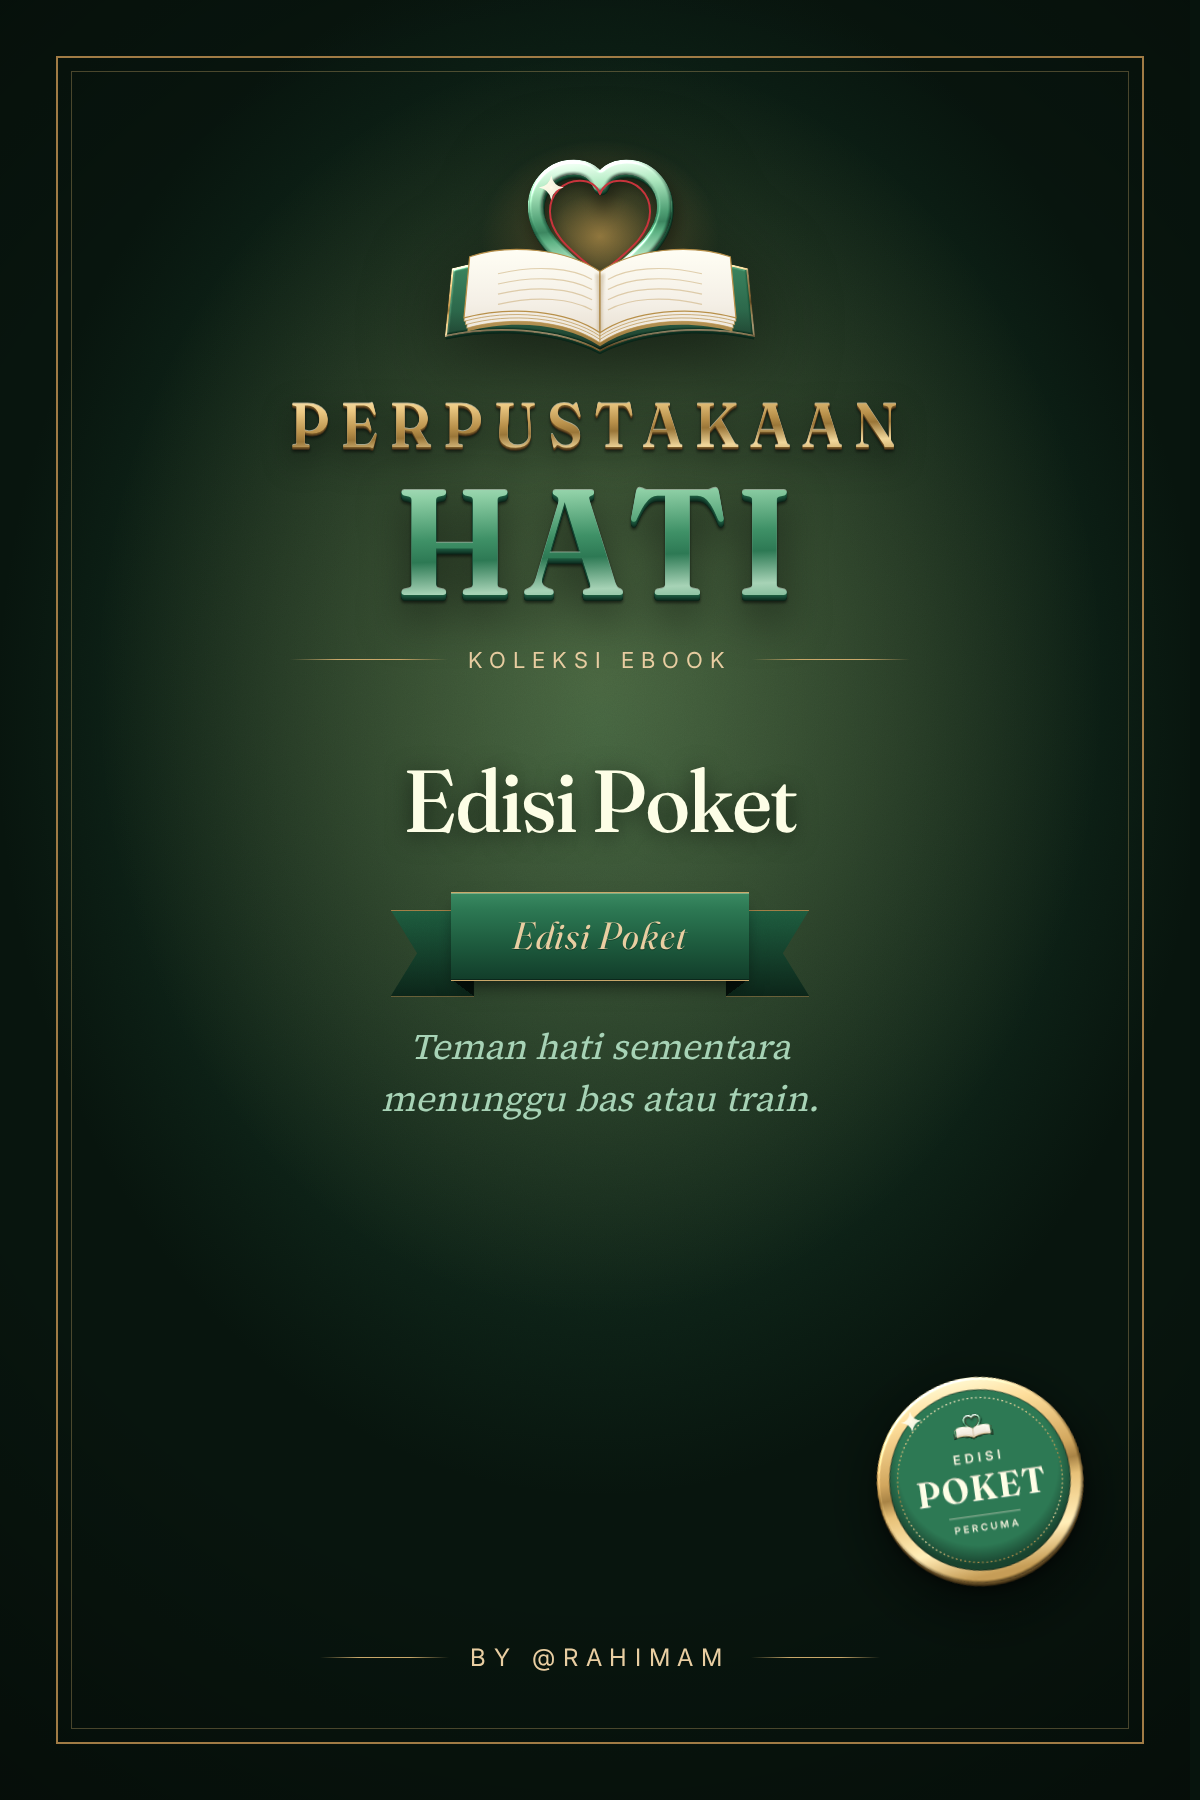 PERPUSTAKAAN
HATI
KOLEKSI EBOOK
Edisi Poket
Edisi Poket
Teman hati sementara
menunggu bas atau train.
EDISI
POKET
PERCUMA
BY @RAHIMAM